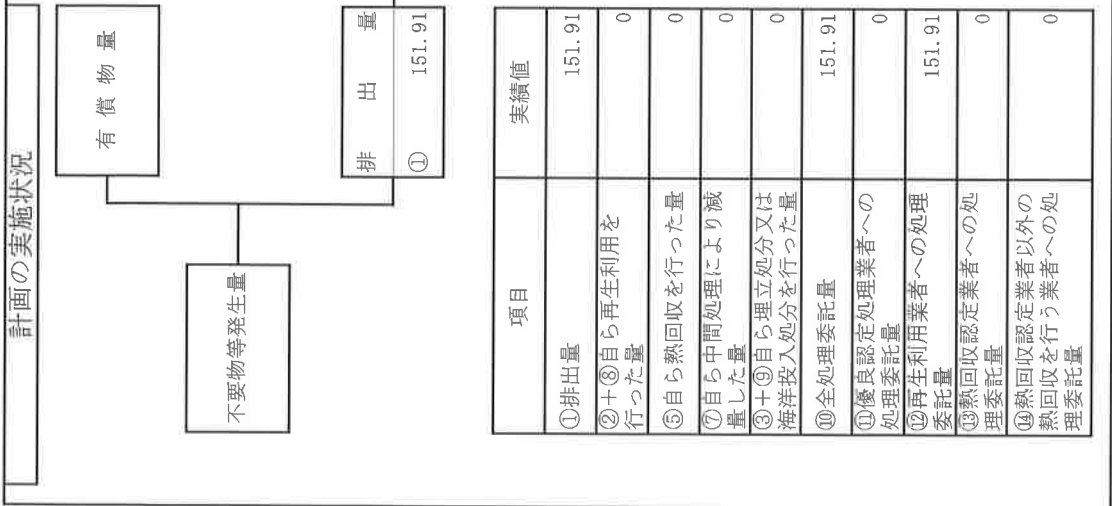 計画の実施状況
有償物量
不要物等発生量
排出量
① 151.91
項目 実績値
①排出量 151.91
②+⑧自ら再生利用を
行った量 0
⑤自ら熱回収を行った量 0
⑦自ら中間処理により減
量した量 0
③+⑨自ら埋立処分又は
海洋投入処分を行った量 0
⑩全処理委託量 151.91
⑪優良認定処理業者への
処理委託量 0
⑫再生利用業者への処理
委託量 151.91
⑬熱回収認定業者への処
理委託量 0
⑭熱回収認定業者以外の
熱回収を行う業者への処
理委託量 0